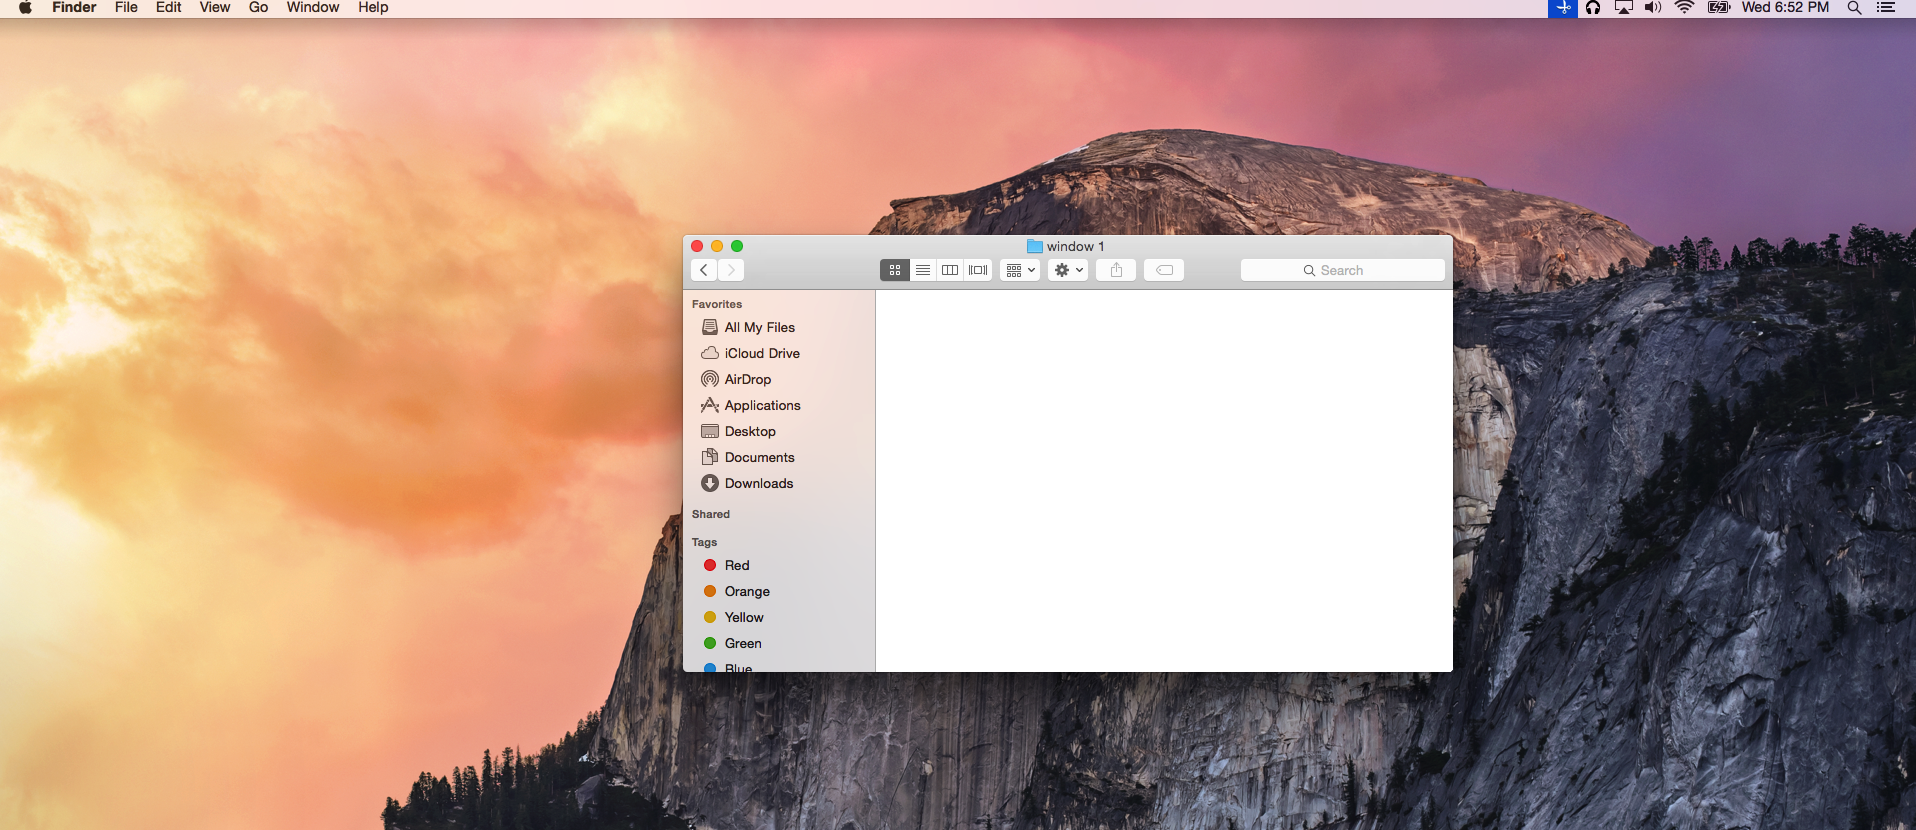 Finder File Edit View Go Window Help Wed 6:52 PM
window 1
Search
Favorites
All My Files
iCloud Drive
AirDrop
Applications
Desktop
Documents
Downloads
Shared
Tags
Red
Orange
Yellow
Green
Blue